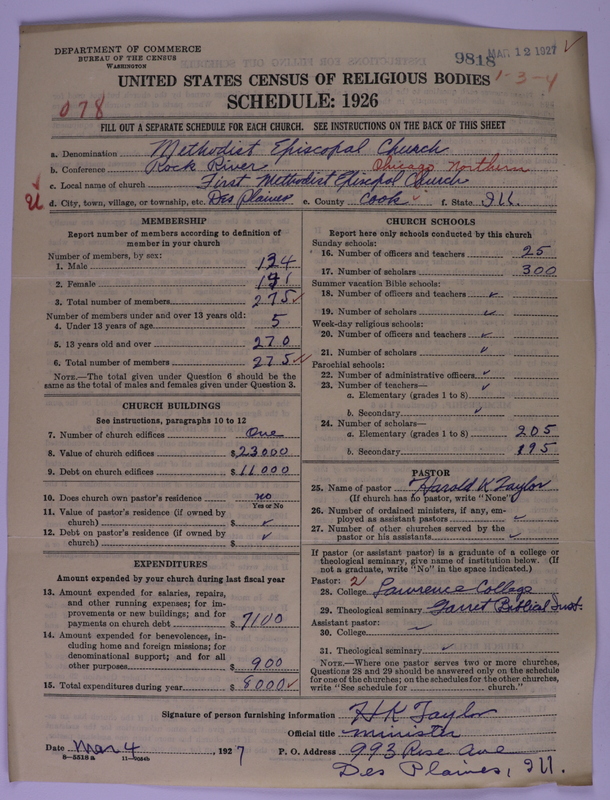 DEPARTMENT OF COMMERCE
BUREAU OF THE CENSUS
WASHINGTON
9818 MAR 12 1927
UNITED STATES CENSUS OF RELIGIOUS BODIES
1-3-4
SCHEDULE: 1926
078
FILL OUT A SEPARATE SCHEDULE FOR EACH CHURCH. SEE INSTRUCTIONS ON THE BACK OF THIS SHEET
a. Denomination Methodist Episcopal Church
b. Conference Rock River Chicago Northern
c. Local name of church First Methodist Episcopal Church
d. City, town, village, or township, etc. Des Plaines e. County Cook f. State Ill.
MEMBERSHIP
Report number of members according to definition of
member in your church
Number of members, by sex:
1. Male 134
2. Female 141
3. Total number of members 275
Number of members under and over 13 years old:
4. Under 13 years of age 5
5. 13 years old and over 270
6. Total number of members 275
NOTE.—The total given under Question 6 should be the
same as the total of males and females given under Question 3.
CHURCH BUILDINGS
See instructions, paragraphs 10 to 12
7. Number of church edifices One
8. Value of church edifices $23000
9. Debt on church edifices $11000
10. Does church own pastor's residence no
Yes or No
11. Value of pastor's residence (if owned by
church) $ ✓
12. Debt on pastor's residence (if owned by
church) $ ✓
EXPENDITURES
Amount expended by your church during last fiscal year
13. Amount expended for salaries, repairs,
and other running expenses; for im-
provements or new buildings; and for
payments on church debt $7100
14. Amount expended for benevolences, in-
cluding home and foreign missions; for
denominational support; and for all
other purposes $900
15. Total expenditures during year $8000
CHURCH SCHOOLS
Report here only schools conducted by this church
Sunday schools:
16. Number of officers and teachers 25
17. Number of scholars 300
Summer vacation Bible schools:
18. Number of officers and teachers ✓
19. Number of scholars ✓
Week-day religious schools:
20. Number of officers and teachers ✓
21. Number of scholars ✓
Parochial schools:
22. Number of administrative officers ✓
23. Number of teachers— ✓
a. Elementary (grades 1 to 8)
b. Secondary ✓
24. Number of scholars—
a. Elementary (grades 1 to 8) 205
b. Secondary 195
PASTOR
25. Name of pastor Harold K Taylor
(If church has no pastor, write "None")
26. Number of ordained ministers, if any, em-
ployed as assistant pastors ✓
27. Number of other churches served by the
pastor or his assistants ✓
If pastor (or assistant pastor) is a graduate of a college or
theological seminary, give name of institution below. (If
not a graduate, write "No" in the space indicated.)
Pastor: 2
28. College Lawrence College
29. Theological seminary Garret Biblical Inst.
Assistant pastor:
30. College ✓
31. Theological seminary ✓
NOTE.—Where one pastor serves two or more churches,
Questions 28 and 29 should be answered only on the schedule
for one of the churches; on the schedules for the other churches,
write "See schedule for church."
Signature of person furnishing information H K Taylor
Official title minister
Date Mar 4, 1927 P. O. Address 993 Rose Ave
Des Plaines, Ill.
8-5518a